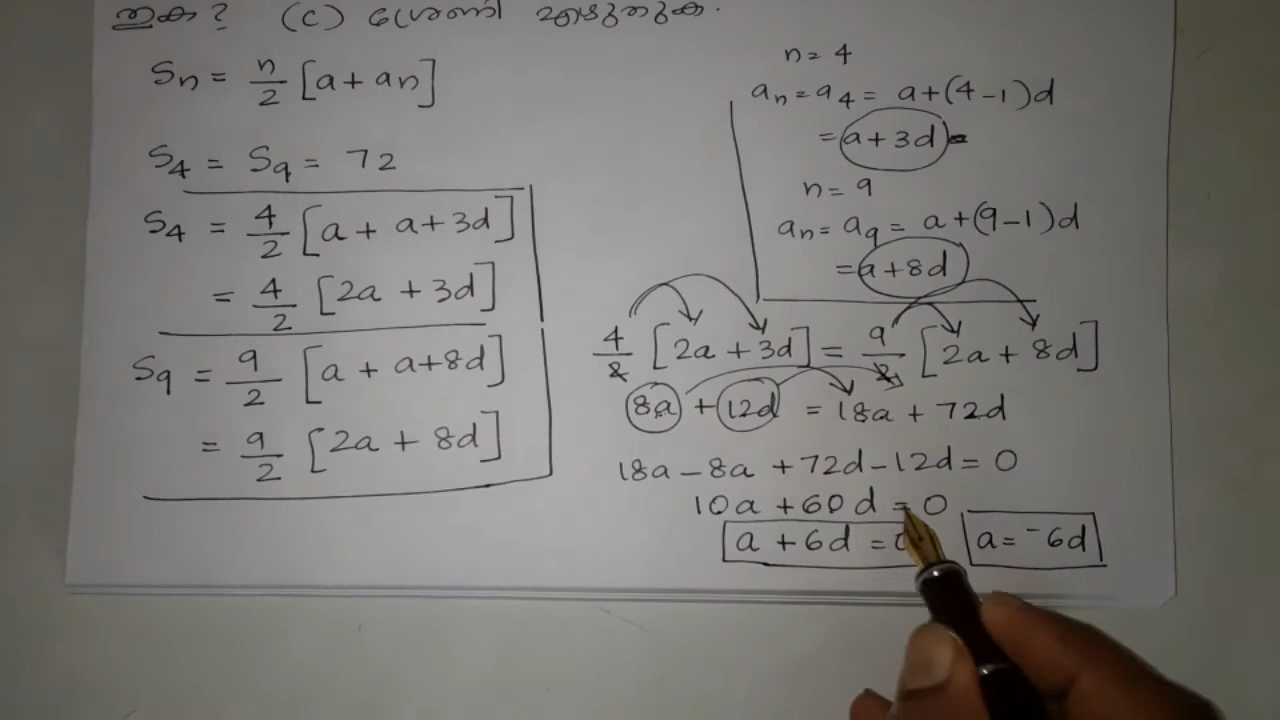 ഇക ? (C) ശ്രേണി എഴുതുക.
Sn = n/2 [a + an]
S4 = S9 = 72
S4 = 4/2 [a + a + 3d]
= 4/2 [2a + 3d]
S9 = 9/2 [a + a + 8d]
= 9/2 [2a + 8d]
n = 4
an = a4 = a + (4 - 1)d
= a + 3d
n = 9
an = a9 = a + (9 - 1)d
= a + 8d
4/2 [2a + 3d] = 9/2 [2a + 8d]
8a + 12d = 18a + 72d
18a - 8a + 72d - 12d = 0
10a + 60d = 0
a + 6d = a = -6d